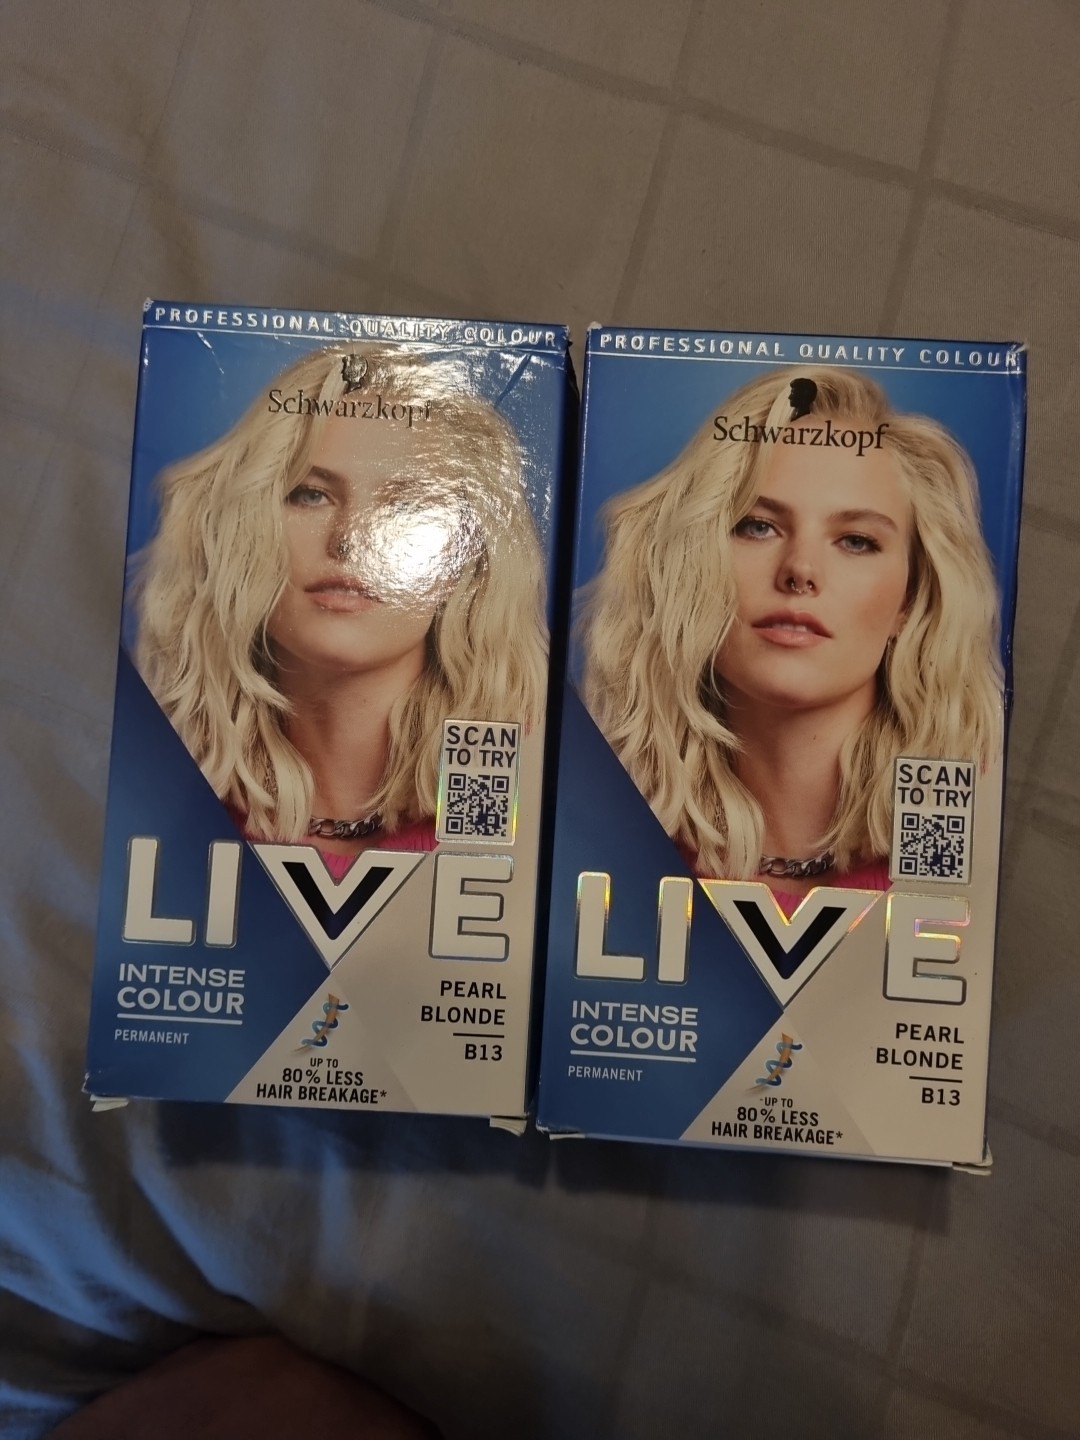 PROFESSIONAL QUALITY COLOUR
Schwarzkopf
SCAN
TO TRY
LIVE
INTENSE
COLOUR
PERMANENT
PEARL
BLONDE
B13
UP TO
80% LESS
HAIR BREAKAGE*
PROFESSIONAL QUALITY COLOUR
Schwarzkopf
SCAN
TO TRY
LIVE
INTENSE
COLOUR
PERMANENT
PEARL
BLONDE
B13
UP TO
80% LESS
HAIR BREAKAGE*